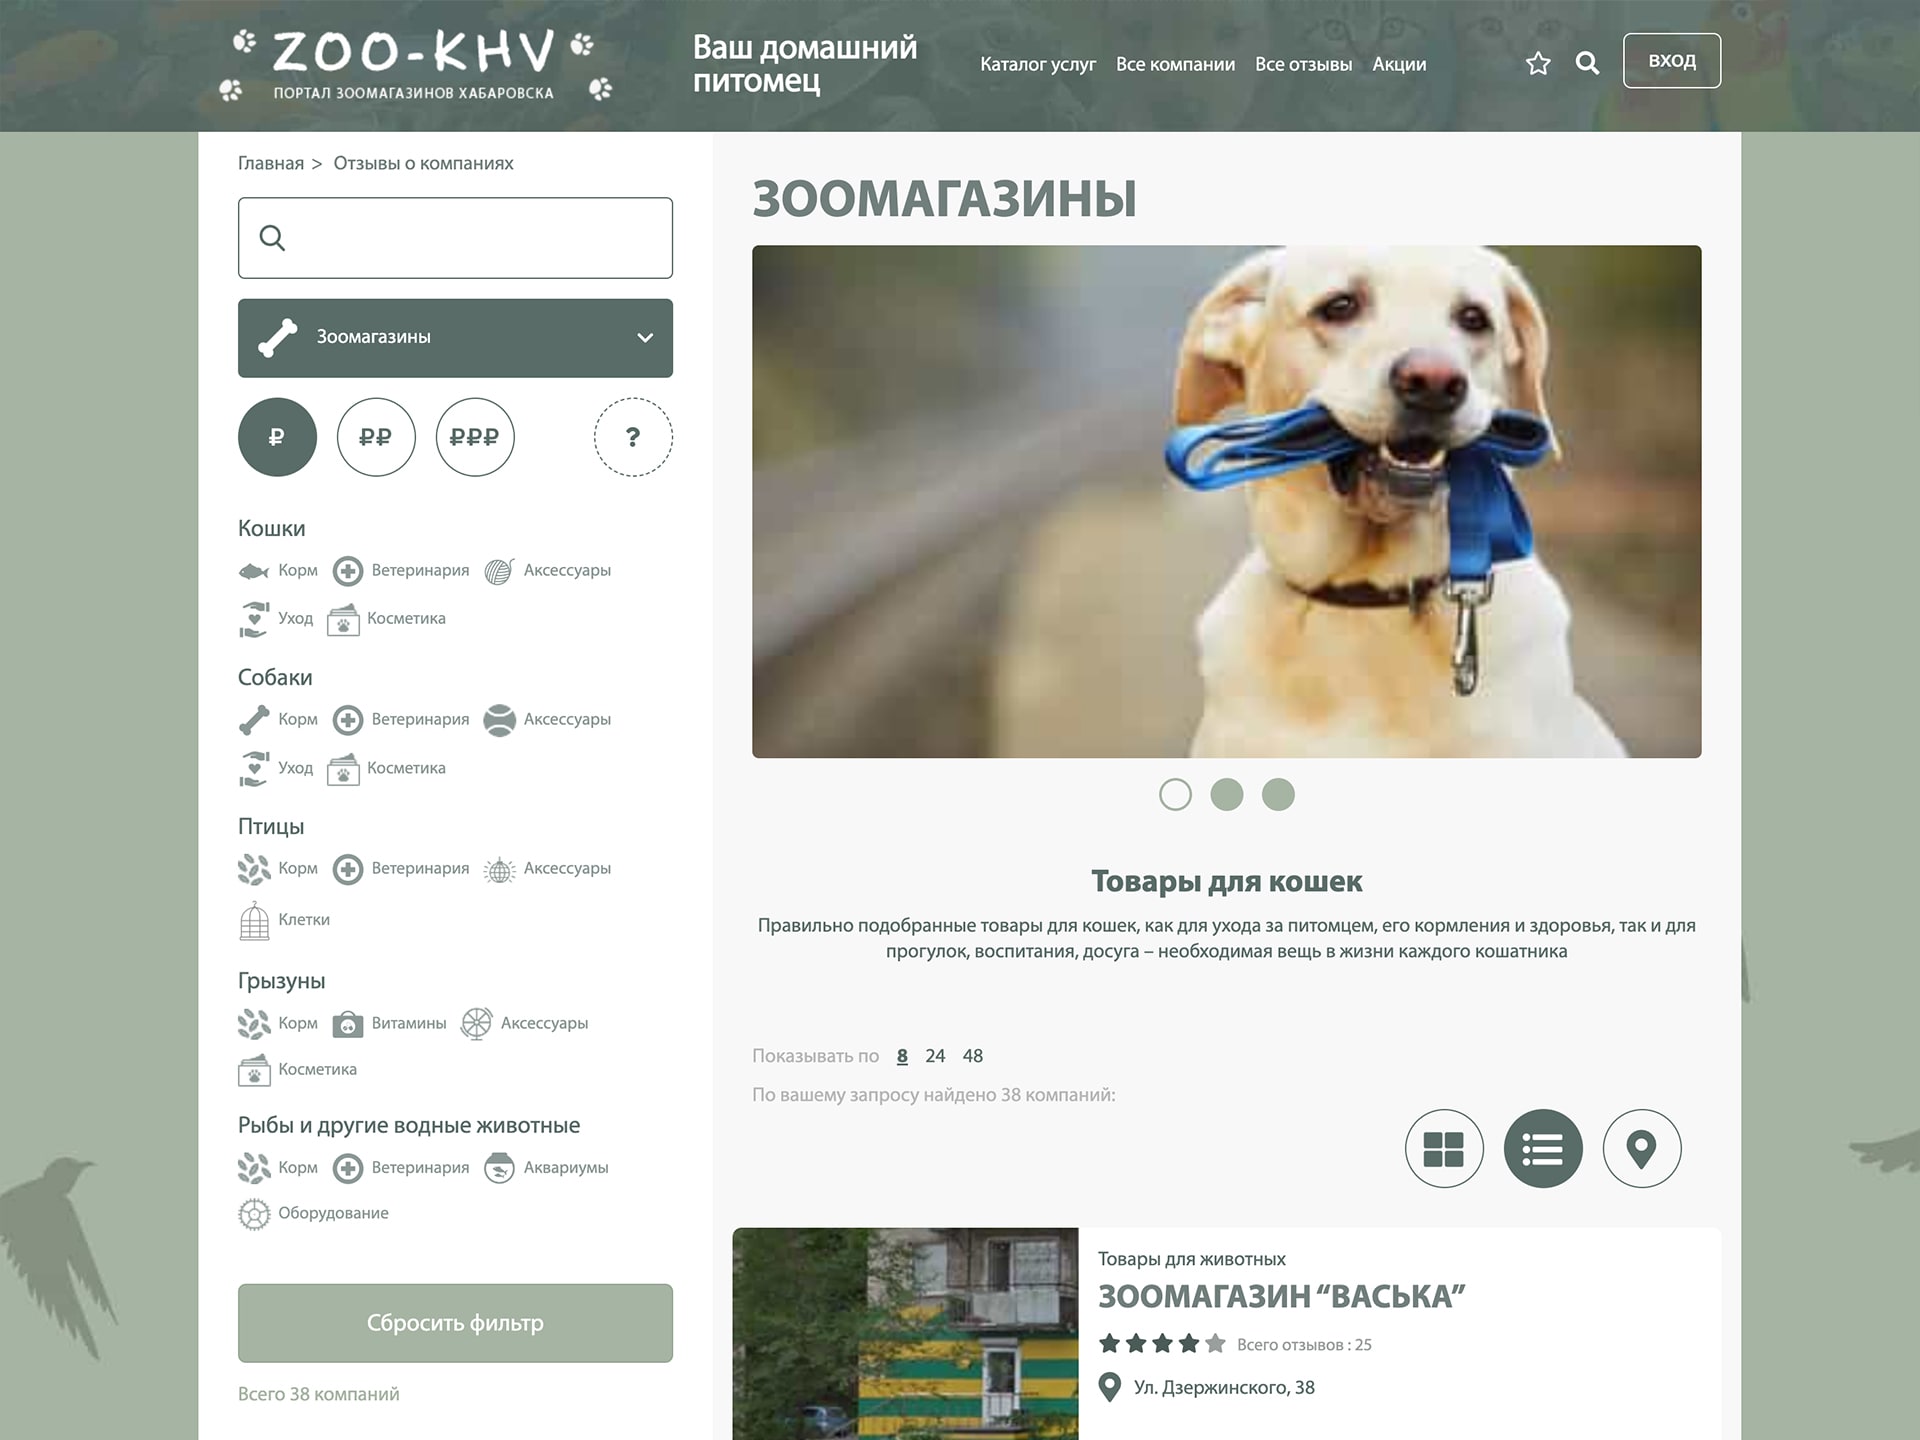 ZOO-KHV
ПОРТАЛ ЗООМАГАЗИНОВ ХАБАРОВСКА
Ваш домашний
питомец
Каталог услуг Все компании Все отзывы Акции
ВХОД
Главная > Отзывы о компаниях
Зоомагазины
₽ ₽₽ ₽₽₽ ?
Кошки
Корм Ветеринария Аксессуары
Уход Косметика
Собаки
Корм Ветеринария Аксессуары
Уход Косметика
Птицы
Корм Ветеринария Аксессуары
Клетки
Грызуны
Корм Витамины Аксессуары
Косметика
Рыбы и другие водные животные
Корм Ветеринария Аквариумы
Оборудование
Сбросить фильтр
Всего 38 компаний
ЗООМАГАЗИНЫ
Товары для кошек
Правильно подобранные товары для кошек, как для ухода за питомцем, его кормления и здоровья, так и для
прогулок, воспитания, досуга – необходимая вещь в жизни каждого кошатника
Показывать по 8 24 48
По вашему запросу найдено 38 компаний:
Товары для животных
ЗООМАГАЗИН “ВАСЬКА”
Всего отзывов : 25
Ул. Дзержинского, 38